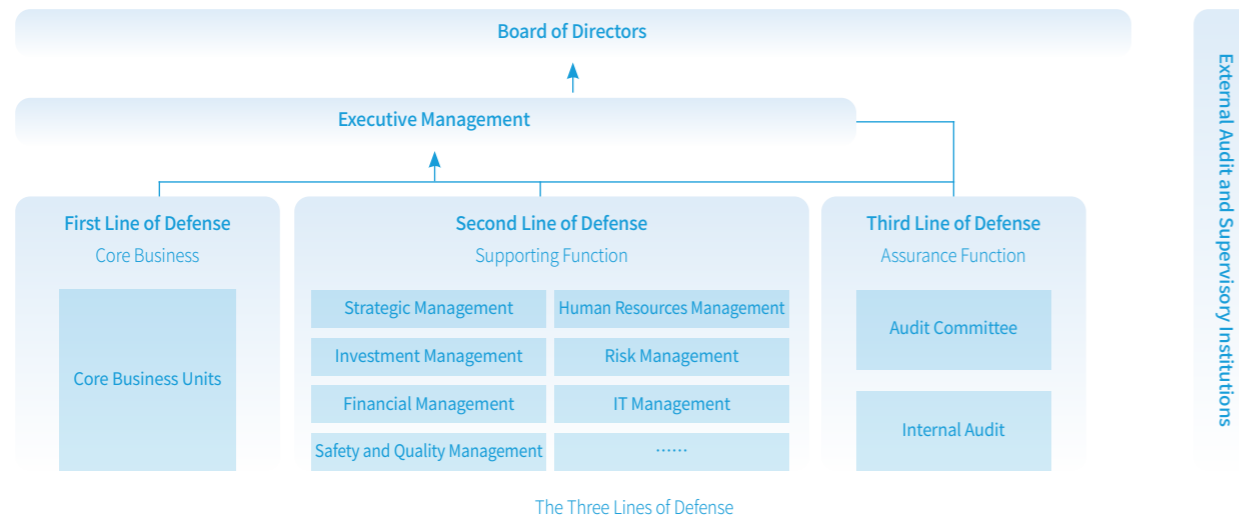 Board of Directors
Executive Management
First Line of Defense
Core Business
Core Business Units
Second Line of Defense
Supporting Function
Strategic Management
Human Resources Management
Investment Management
Risk Management
Financial Management
IT Management
Safety and Quality Management
......
Third Line of Defense
Assurance Function
Audit Committee
Internal Audit
External Audit and Supervisory Institutions
The Three Lines of Defense